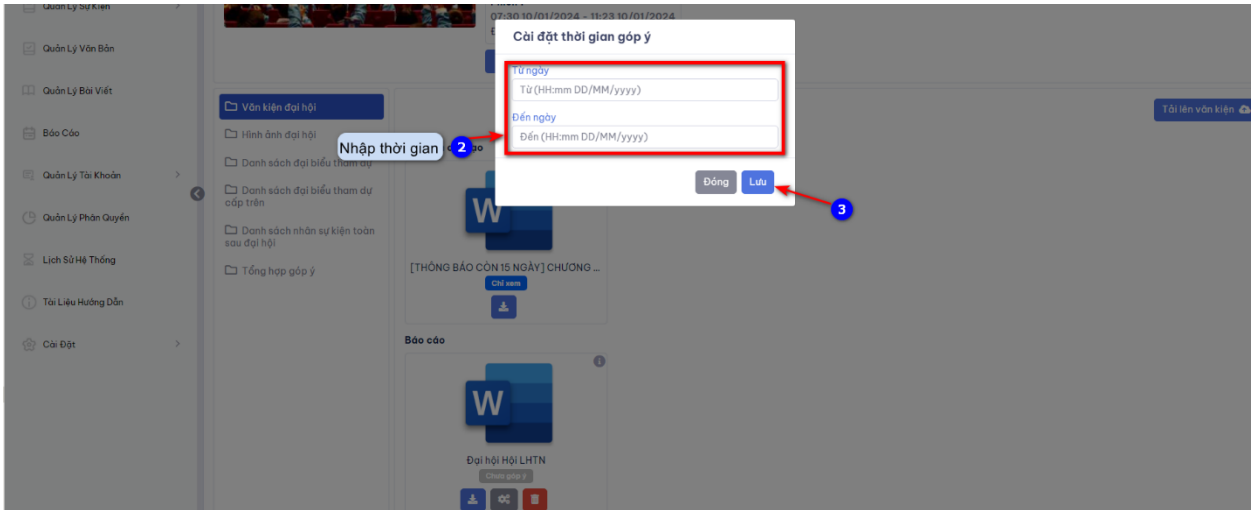 Quản Lý Sự Kiện
Quản Lý Văn Bản
Quản Lý Bài Viết
Báo Cáo
Quản Lý Tài Khoản
Quản Lý Phân Quyền
Lịch Sử Hệ Thống
Tài Liệu Hướng Dẫn
Cài Đặt
07:30 10/01/2024 - 11:23 10/01/2024
Văn kiện đại hội
Hình ảnh đại hội
Danh sách đại biểu tham dự
Danh sách đại biểu tham dự
cấp trên
Danh sách nhân sự kiện toàn
sau đại hội
Tổng hợp góp ý
Cài đặt thời gian góp ý
Từ ngày
Từ (HH:mm DD/MM/yyyy)
Đến ngày
Đến (HH:mm DD/MM/yyyy)
Đóng
Lưu
Nhập thời gian
2
3
Tải lên văn kiện
W
[THÔNG BÁO CÒN 15 NGÀY] CHƯƠNG ...
Chỉ xem
Báo cáo
W
Đại hội Hội LHTN
Chưa góp ý